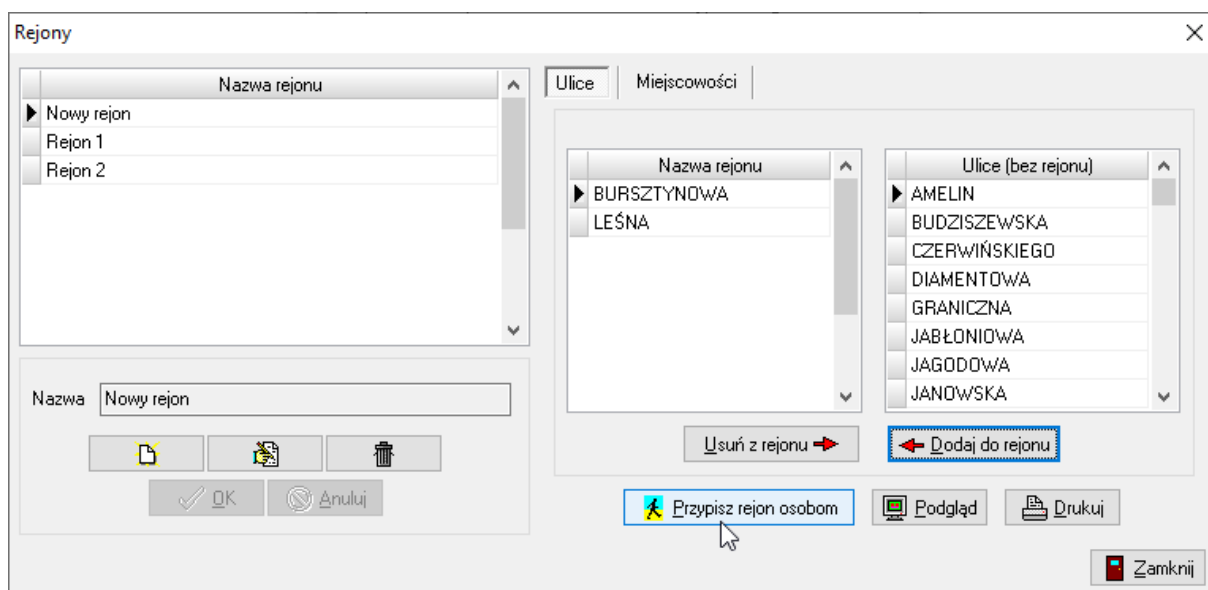 Rejony
Nazwa rejonu
Nowy rejon
Rejon 1
Rejon 2
Nazwa Nowy rejon
OK Anuluj
Ulice Miejscowości
Nazwa rejonu
BURSZTYNOWA
LEŚNA
Ulice (bez rejonu)
AMELIN
BUDZISZEWSKA
CZERWIŃSKIEGO
DIAMENTOWA
GRANICZNA
JABŁONIOWA
JAGODOWA
JANOWSKA
Usuń z rejonu Dodaj do rejonu
Przypisz rejon osobom Podgląd Drukuj
Zamknij